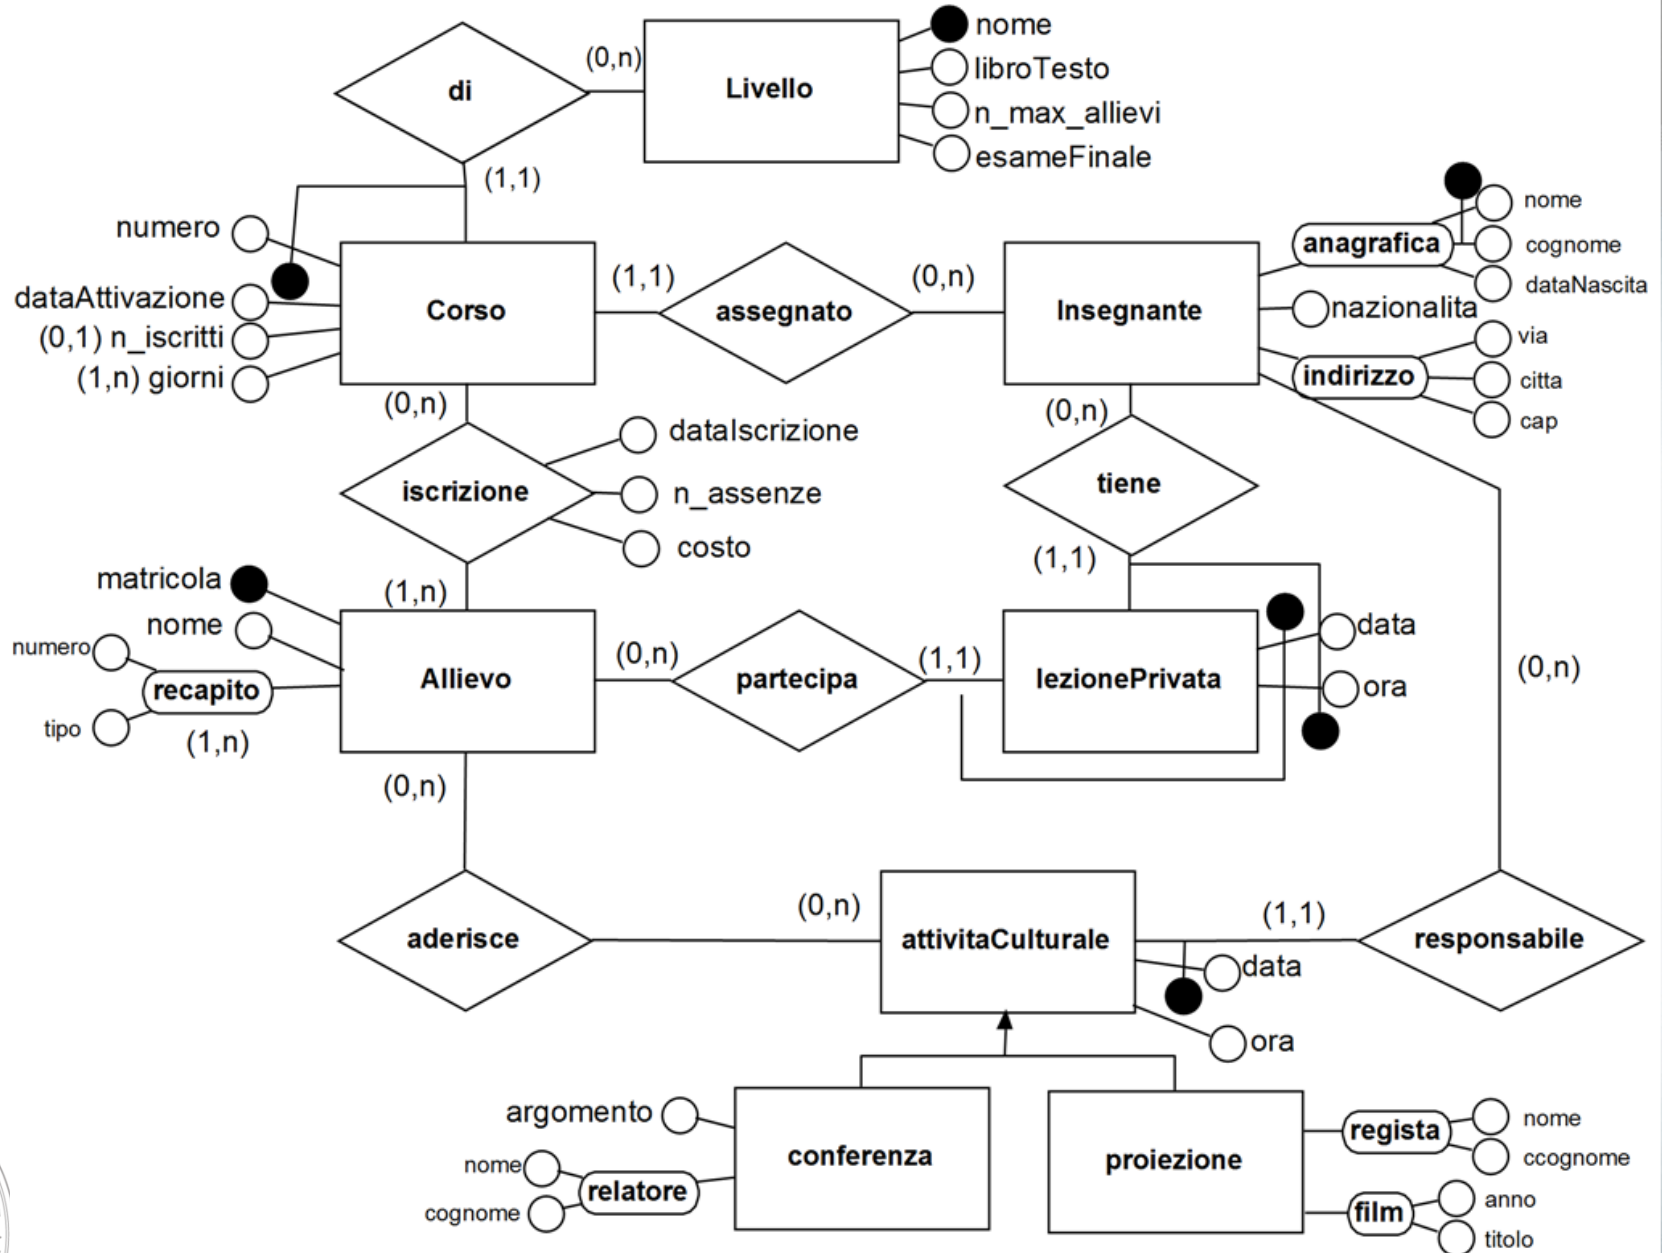 nome
(0,n)
libroTesto
di
Livello
n_max_allievi
esameFinale
(1,1)
nome
numero
anagrafica
cognome
(1,1)
(0,n)
dataNascita
dataAttivazione
Corso
assegnato
Insegnante
nazionalita
(0,1) n_iscritti
via
(1,n) giorni
indirizzo
citta
(0,n)
(0,n)
cap
dataIscrizione
iscrizione
n_assenze
tiene
costo
(1,1)
matricola
(1,n)
nome
data
numero
(0,n)
(1,1)
(0,n)
recapito
Allievo
partecipa
lezionePrivata
ora
tipo
(1,n)
(0,n)
(0,n)
(1,1)
aderisce
attivitaCulturale
responsabile
data
ora
argomento
nome
conferenza
regista
nome
proiezione
ccognome
relatore
cognome
film
anno
titolo